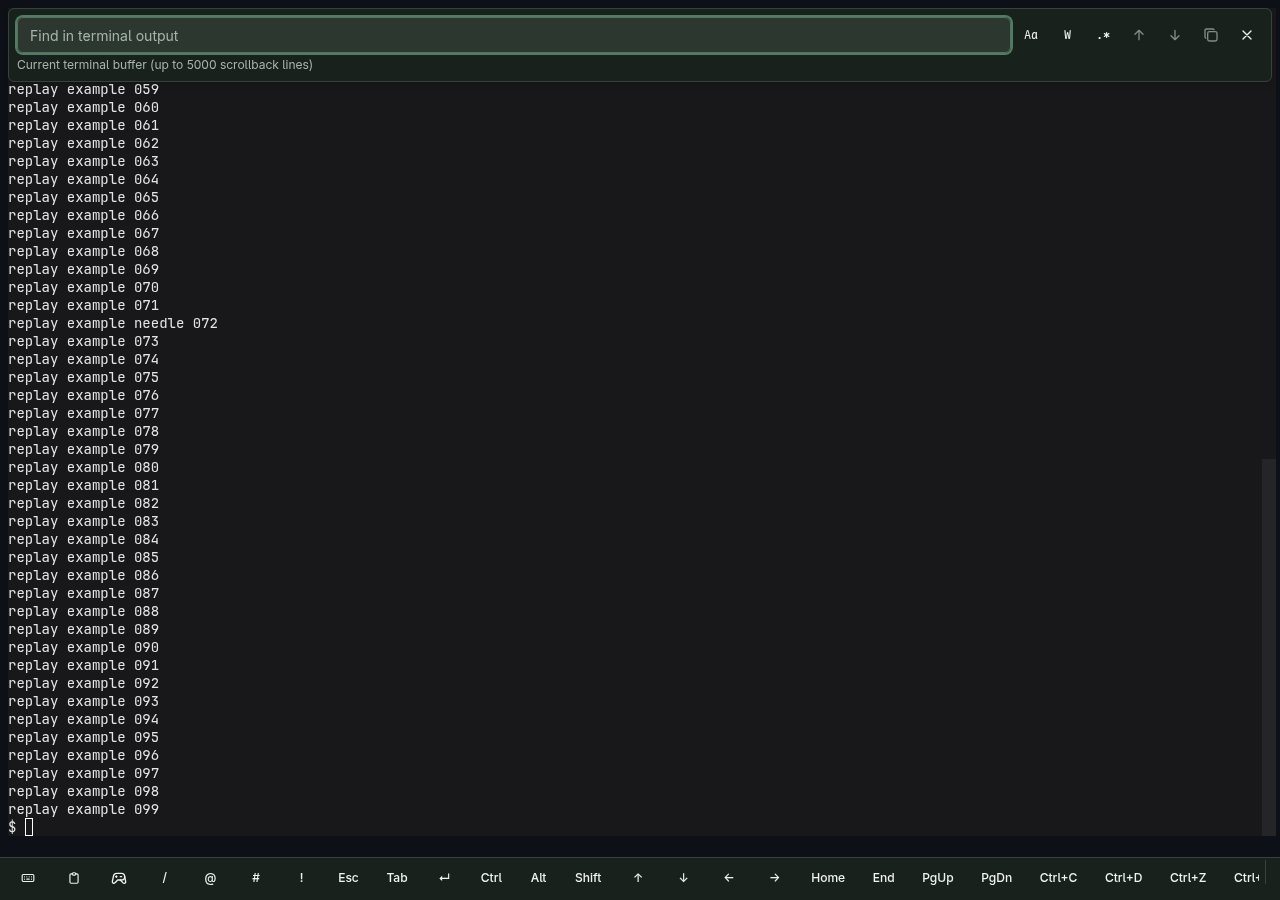 Find in terminal output Aa W .*
Current terminal buffer (up to 5000 scrollback lines)
replay example 059
replay example 060
replay example 061
replay example 062
replay example 063
replay example 064
replay example 065
replay example 066
replay example 067
replay example 068
replay example 069
replay example 070
replay example 071
replay example needle 072
replay example 073
replay example 074
replay example 075
replay example 076
replay example 077
replay example 078
replay example 079
replay example 080
replay example 081
replay example 082
replay example 083
replay example 084
replay example 085
replay example 086
replay example 087
replay example 088
replay example 089
replay example 090
replay example 091
replay example 092
replay example 093
replay example 094
replay example 095
replay example 096
replay example 097
replay example 098
replay example 099
$
/ @ # ! Esc Tab ↵ Ctrl Alt Shift ↑ ↓ ← → Home End PgUp PgDn Ctrl+C Ctrl+D Ctrl+Z